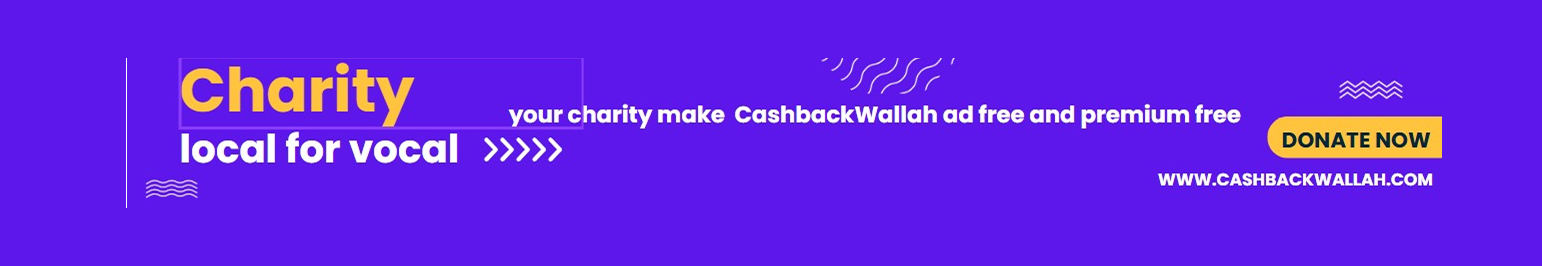 Charity
your charity make CashbackWallah ad free and premium free
local for vocal
DONATE NOW
WWW.CASHBACKWALLAH.COM